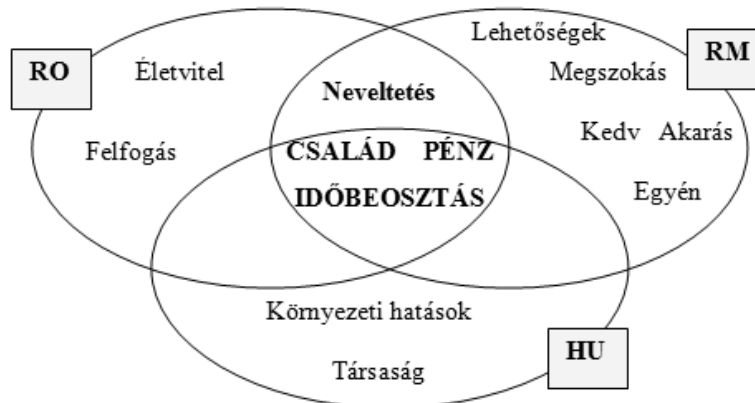 Lehetőségek
RO
RM
Életvitel
Megszokás
Neveltetés
Kedv Akarás
Felfogás
CSALÁD PÉNZ
IDŐBEOSZTÁS
Egyén
Környezeti hatások
HU
Társaság